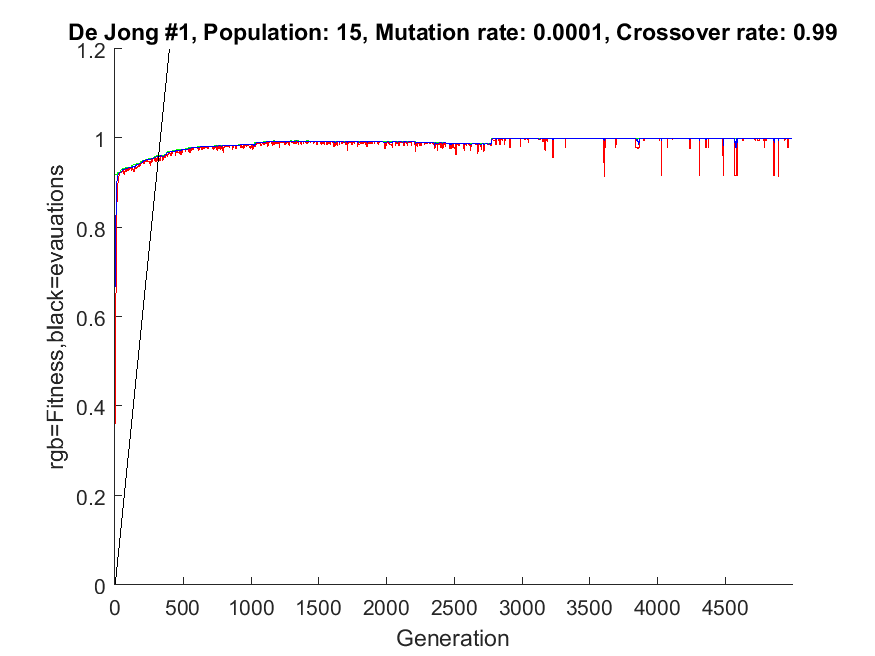 De Jong #1, Population: 15, Mutation rate: 0.0001, Crossover rate: 0.99
1.2
1
0.8
0.6
0.4
0.2
0
rgb=Fitness,black=evauations
0 500 1000 1500 2000 2500 3000 3500 4000 4500
Generation